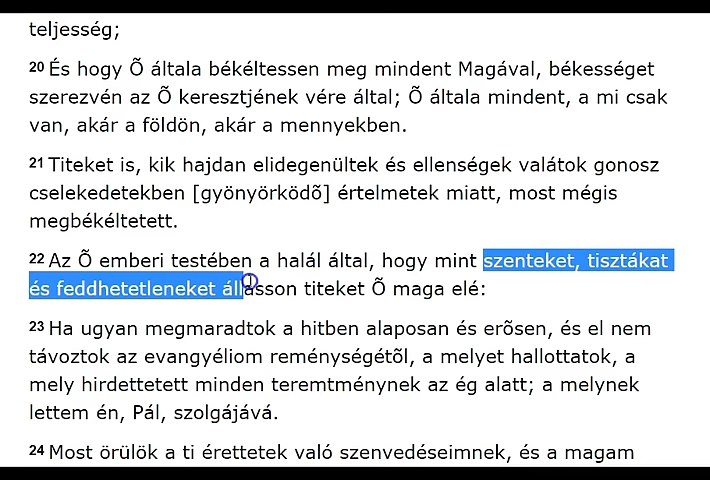 teljesség;
20 És hogy Õ általa békéltessen meg mindent Magával, békességet
szerezvén az Õ keresztjének vére által; Õ általa mindent, a mi csak
van, akár a földön, akár a mennyekben.
21 Titeket is, kik hajdan elidegenültek és ellenségek valátok gonosz
cselekedetekben [gyönyörködõ] értelmetek miatt, most mégis
megbékéltetett.
22 Az Õ emberi testében a halál által, hogy mint szenteket, tisztákat
és feddhetetleneket állasson titeket Õ maga elé:
23 Ha ugyan megmaradtok a hitben alaposan és erõsen, és el nem
távoztok az evangyéliom reménységétõl, a melyet hallottatok, a
mely hirdettetett minden teremtménynek az ég alatt; a melynek
lettem én, Pál, szolgájává.
24 Most örülök a ti érettetek való szenvedéseimnek, és a magam